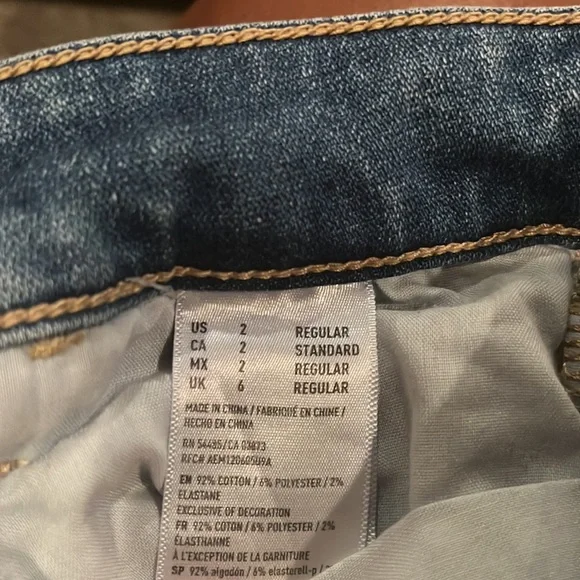 US 2 REGULAR
CA 2 STANDARD
MX 2 REGULAR
UK 6 REGULAR
MADE IN CHINA / FABRIQUÉ EN CHINE /
HECHO EN CHINA
RN 54485/CA 03873
RFC# AEM120605U9A
EN 92% COTTON / 6% POLYESTER / 2%
ELASTANE
EXCLUSIVE OF DECORATION
FR 92% COTON / 6% POLYESTER / 2%
ÉLASTHANNE
À L'EXCEPTION DE LA GARNITURE
SP 92% algodón / 6%